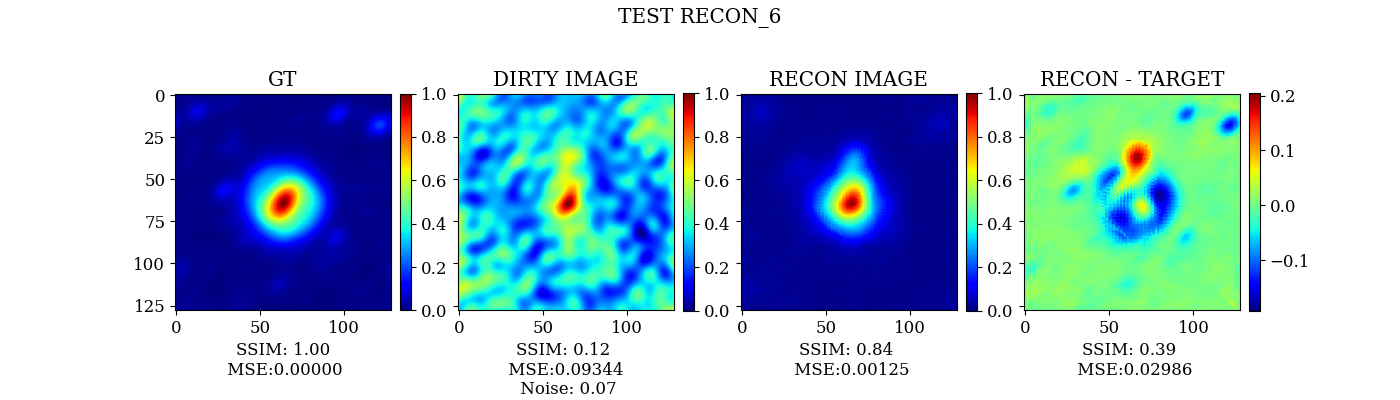 TEST RECON_6
GT
DIRTY IMAGE
RECON IMAGE
RECON - TARGET
0
25
50
75
100
125
0 50 100
1.0
0.8
0.6
0.4
0.2
0.0
0 50 100
1.0
0.8
0.6
0.4
0.2
0.0
0 50 100
1.0
0.8
0.6
0.4
0.2
0.0
0 50 100
0.2
0.1
0.0
−0.1
SSIM: 1.00
MSE:0.00000
SSIM: 0.12
MSE:0.09344
Noise: 0.07
SSIM: 0.84
MSE:0.00125
SSIM: 0.39
MSE:0.02986